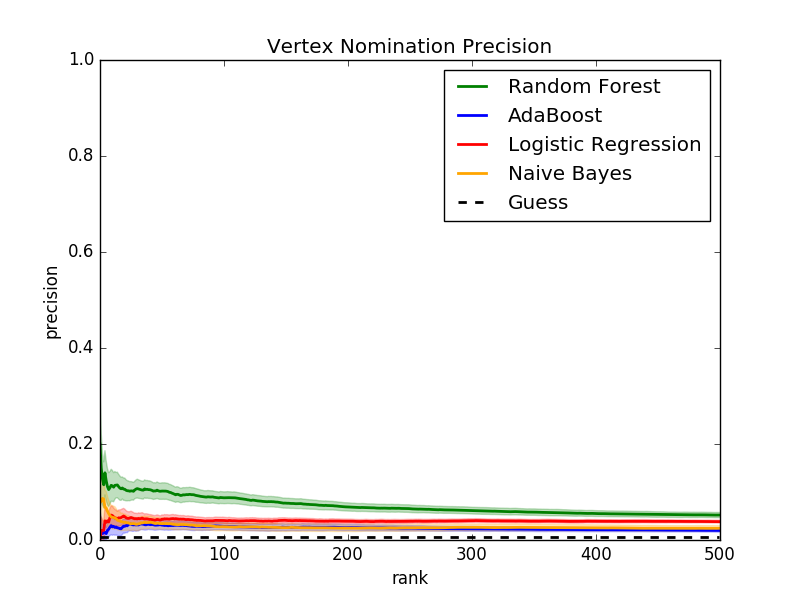 Vertex Nomination Precision
1.0
0.8
0.6
0.4
0.2
0.0
precision
Random Forest
AdaBoost
Logistic Regression
Naive Bayes
Guess
0
100
200
300
400
500
rank